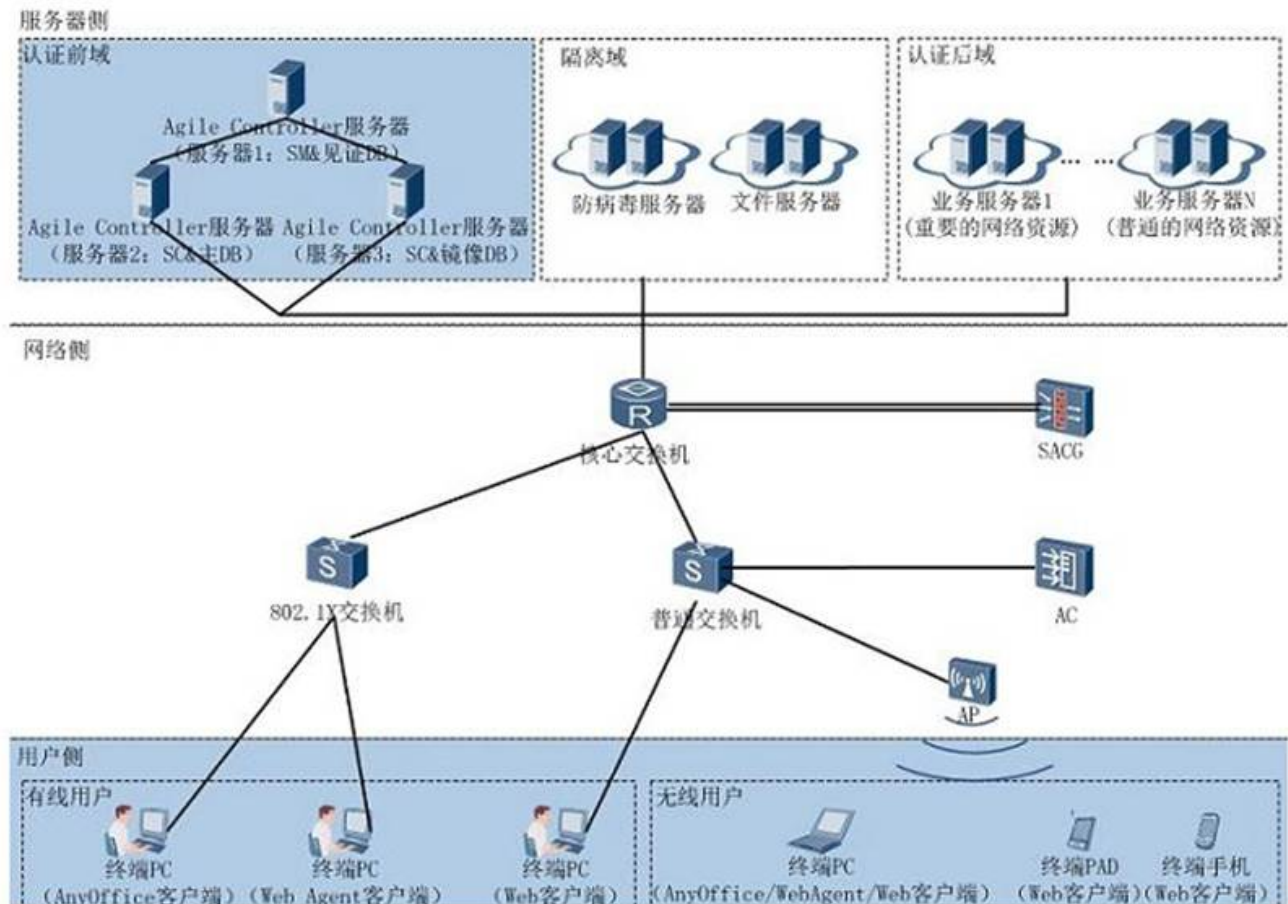 服务器侧
认证前域
Agile Controller服务器
(服务器1：SM&见证DB)
Agile Controller服务器
(服务器2：SC&主DB)
Agile Controller服务器
(服务器3：SC&镜像DB)
隔离域
防病毒服务器
文件服务器
认证后域
... ...
业务服务器1
(重要的网络资源)
业务服务器N
(普通的网络资源)
网络侧
R
核心交换机
SACG
S
802.1X交换机
S
普通交换机
AC
AP
用户侧
有线用户
终端PC
(AnyOffice客户端)
终端PC
(Web Agent客户端)
终端PC
(Web客户端)
无线用户
终端PC
(AnyOffice/WebAgent/Web客户端)
终端PAD
(Web客户端)
终端手机
(Web客户端)